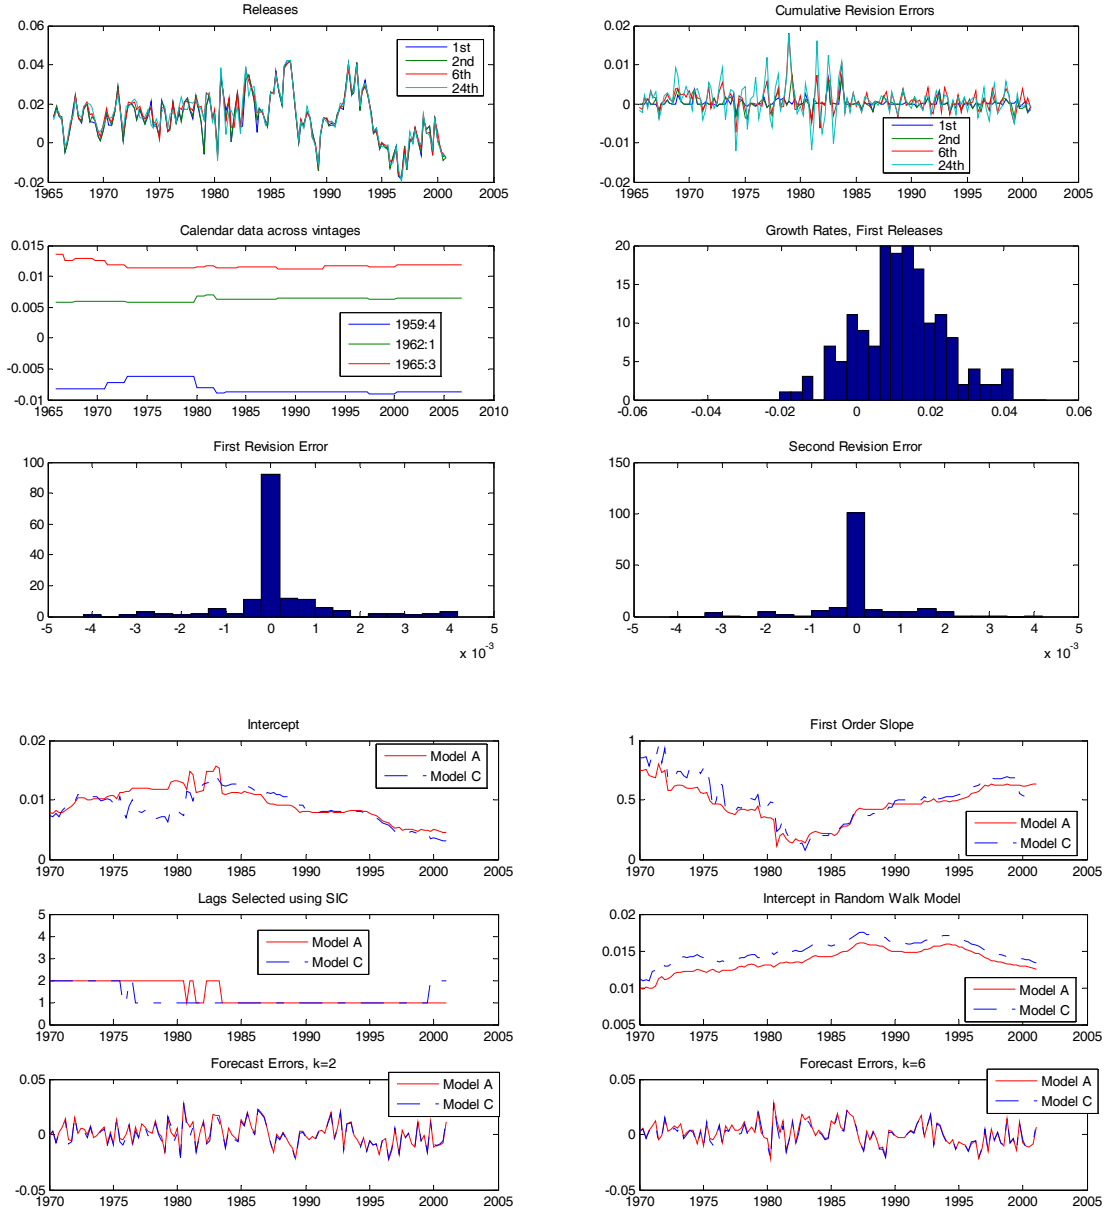 Releases
0.06
0.04
0.02
0
-0.02
1965 1970 1975 1980 1985 1990 1995 2000 2005
1st
2nd
6th
24th
Cumulative Revision Errors
0.02
0.01
0
-0.01
-0.02
1965 1970 1975 1980 1985 1990 1995 2000 2005
1st
2nd
6th
24th
Calendar data across vintages
0.015
0.01
0.005
0
-0.005
-0.01
1965 1970 1975 1980 1985 1990 1995 2000 2005 2010
1959:4
1962:1
1965:3
Growth Rates, First Releases
20
15
10
5
0
-0.06 -0.04 -0.02 0 0.02 0.04 0.06
First Revision Error
100
80
60
40
20
0
-5 -4 -3 -2 -1 0 1 2 3 4 5
x 10-3
Second Revision Error
150
100
50
0
-5 -4 -3 -2 -1 0 1 2 3 4 5
x 10-3
Intercept
0.02
0.01
0
1970 1975 1980 1985 1990 1995 2000 2005
Model A
Model C
First Order Slope
1
0.5
0
1970 1975 1980 1985 1990 1995 2000 2005
Model A
Model C
Lags Selected using SIC
5
4
3
2
1
0
1970 1975 1980 1985 1990 1995 2000 2005
Model A
Model C
Intercept in Random Walk Model
0.02
0.015
0.01
0.005
1970 1975 1980 1985 1990 1995 2000 2005
Model A
Model C
Forecast Errors, k=2
0.05
0
-0.05
1970 1975 1980 1985 1990 1995 2000 2005
Model A
Model C
Forecast Errors, k=6
0.05
0
-0.05
1970 1975 1980 1985 1990 1995 2000 2005
Model A
Model C